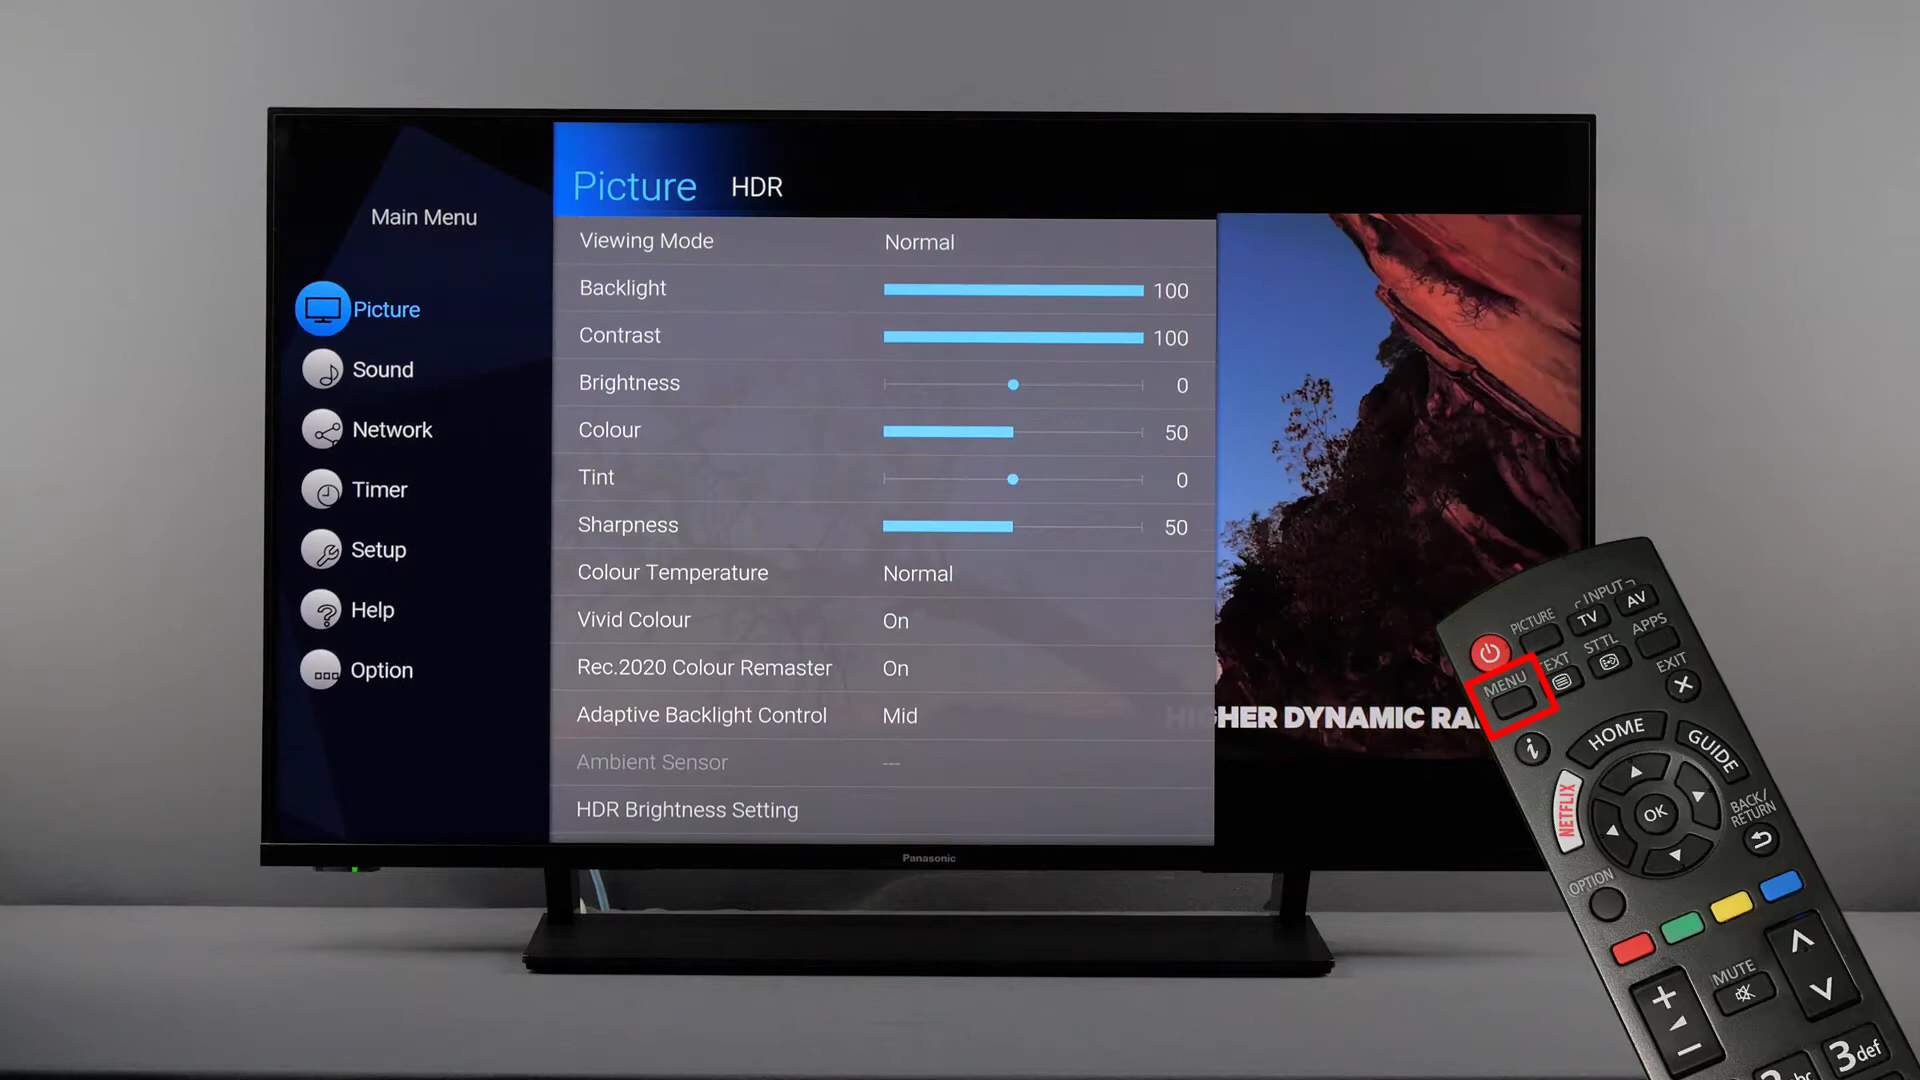 Main Menu
Picture
Sound
Network
Timer
Setup
Help
Option
Picture HDR
Viewing Mode Normal
Backlight 100
Contrast 100
Brightness 0
Colour 50
Tint 0
Sharpness 50
Colour Temperature Normal
Vivid Colour On
Rec.2020 Colour Remaster On
Adaptive Backlight Control Mid
Ambient Sensor ---
HDR Brightness Setting
HIGHER DYNAMIC RA
Panasonic
INPUT
PICTURE TV AV
MENU TEXT STTL APPS
EXIT
i HOME GUIDE
NETFLIX OK BACK/
RETURN
OPTION
MUTE
+
−
3 def